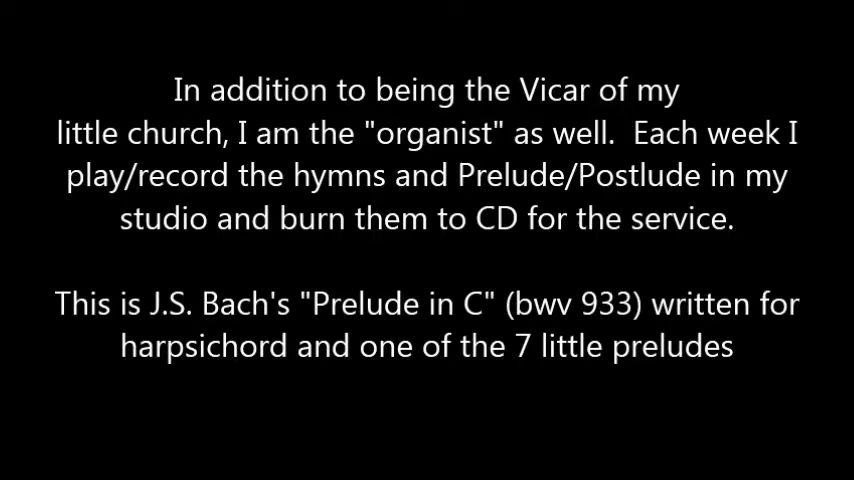 In addition to being the Vicar of my
little church, I am the "organist" as well.  Each week I
play/record the hymns and Prelude/Postlude in my
studio and burn them to CD for the service.
This is J.S. Bach's "Prelude in C" (bwv 933) written for
harpsichord and one of the 7 little preludes